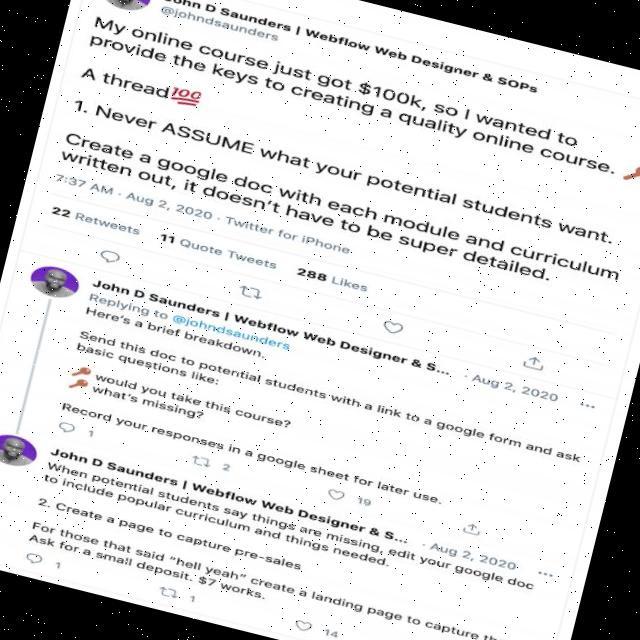 John D Saunders | Webflow Web Designer & SOPs
@johndsaunders
My online course just got $100k, so I wanted to
provide the keys to creating a quality online course.
A thread 💯
1. Never ASSUME what your potential students want.
Create a google doc with each module and curriculum
written out, it doesn't have to be super detailed.
7:37 AM · Aug 2, 2020 · Twitter for iPhone
22 Retweets 11 Quote Tweets 288 Likes
John D Saunders | Webflow Web Designer & S... · Aug 2, 2020 ...
Replying to @johndsaunders
Here's a brief breakdown.
Send this doc to potential students with a link to a google form and ask
basic questions like:
🔑 would you take this course?
🔑 what's missing?
Record your responses in a google sheet for later use.
1 2 19
John D Saunders | Webflow Web Designer & S... · Aug 2, 2020 ...
When potential students say things are missing, edit your google doc
to include popular curriculum and things needed.
2. Create a page to capture pre-sales.
For those that said "hell yeah" create a landing page to capture
Ask for a small deposit. $7 works.
1 1 14